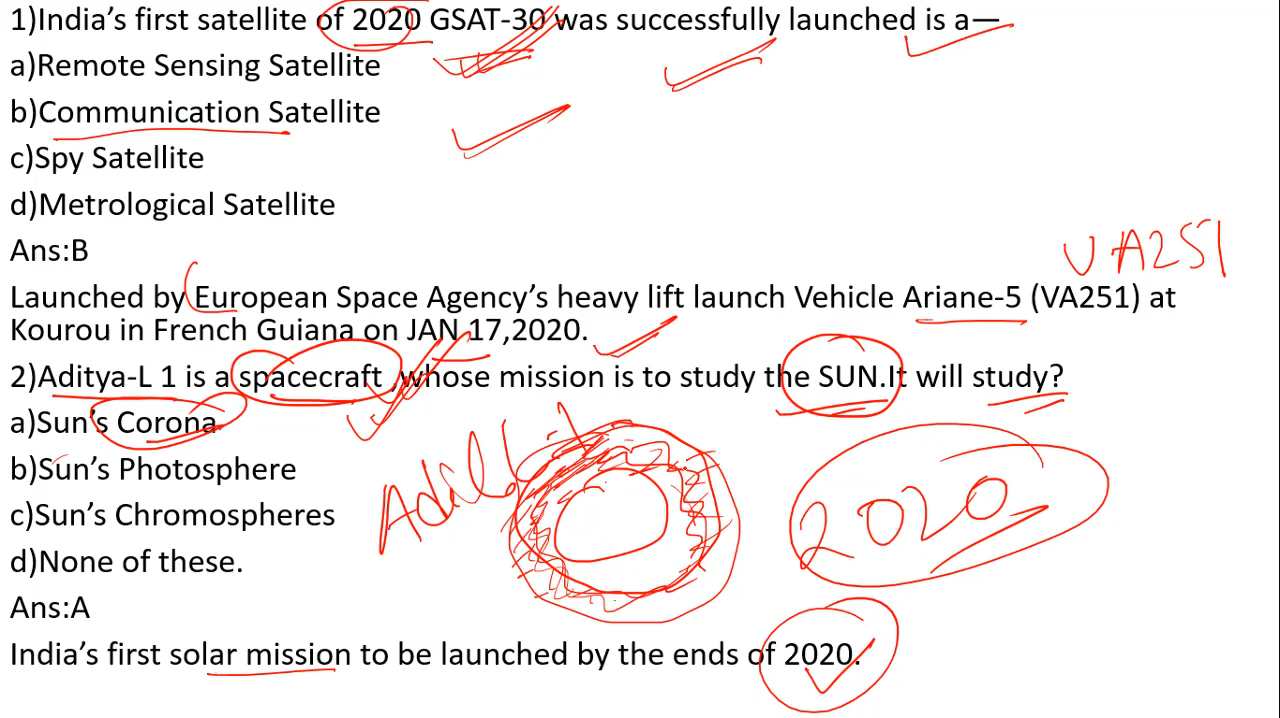 1)India's first satellite of 2020 GSAT-30 was successfully launched is a—
a)Remote Sensing Satellite
b)Communication Satellite
c)Spy Satellite
d)Metrological Satellite
Ans:B
VA251
Launched by European Space Agency's heavy lift launch Vehicle Ariane-5 (VA251) at
Kourou in French Guiana on JAN 17,2020.
2)Aditya-L 1 is a spacecraft ,whose mission is to study the SUN.It will study?
a)Sun's Corona
b)Sun's Photosphere
2020
c)Sun's Chromospheres
d)None of these.
Ans:A
India's first solar mission to be launched by the ends of 2020.